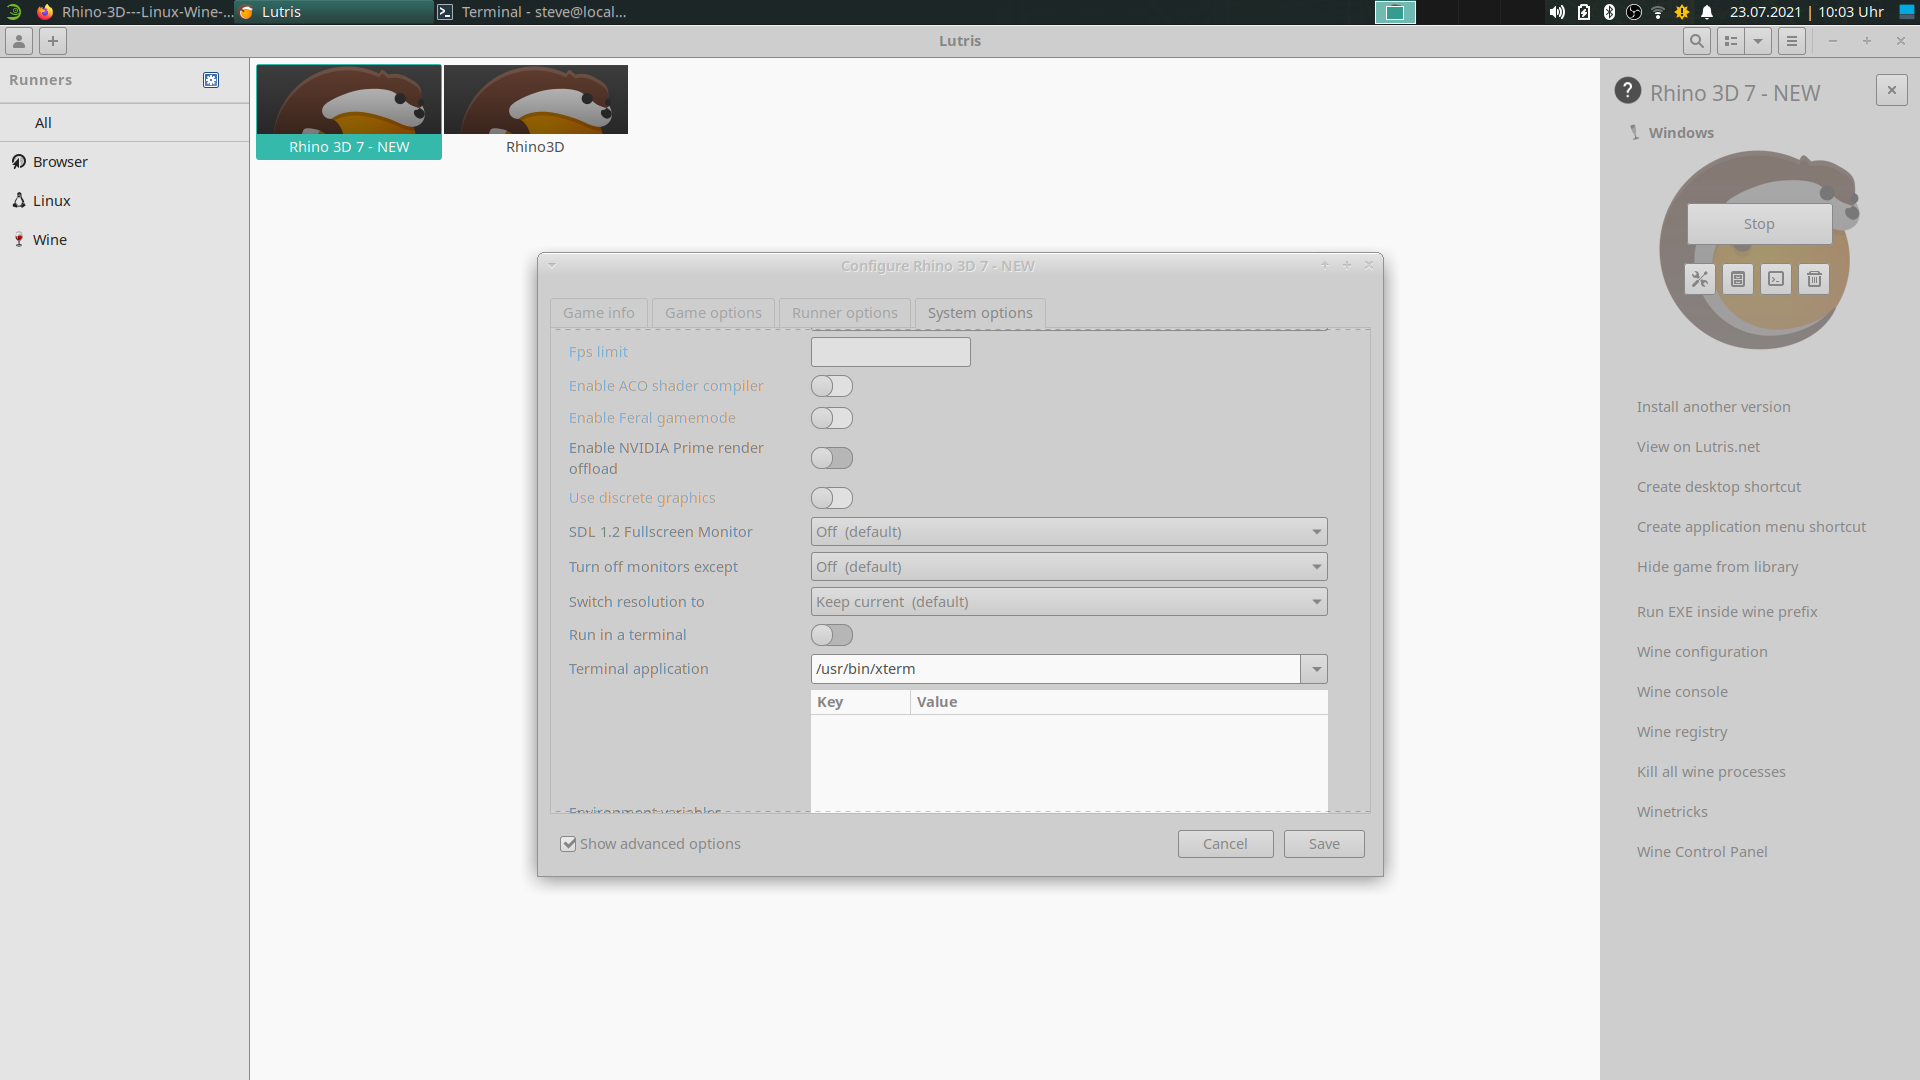 Rhino-3D---Linux-Wine-...
Lutris
Terminal - steve@local...
23.07.2021 | 10:03 Uhr
Lutris
Runners
All
Browser
Linux
Wine
Rhino 3D 7 - NEW
Rhino3D
Configure Rhino 3D 7 - NEW
Game info
Game options
Runner options
System options
Fps limit
Enable ACO shader compiler
Enable Feral gamemode
Enable NVIDIA Prime render
offload
Use discrete graphics
SDL 1.2 Fullscreen Monitor
Off (default)
Turn off monitors except
Off (default)
Switch resolution to
Keep current (default)
Run in a terminal
Terminal application
/usr/bin/xterm
Key
Value
Environment variables
Show advanced options
Cancel
Save
? Rhino 3D 7 - NEW
Windows
Stop
Install another version
View on Lutris.net
Create desktop shortcut
Create application menu shortcut
Hide game from library
Run EXE inside wine prefix
Wine configuration
Wine console
Wine registry
Kill all wine processes
Winetricks
Wine Control Panel